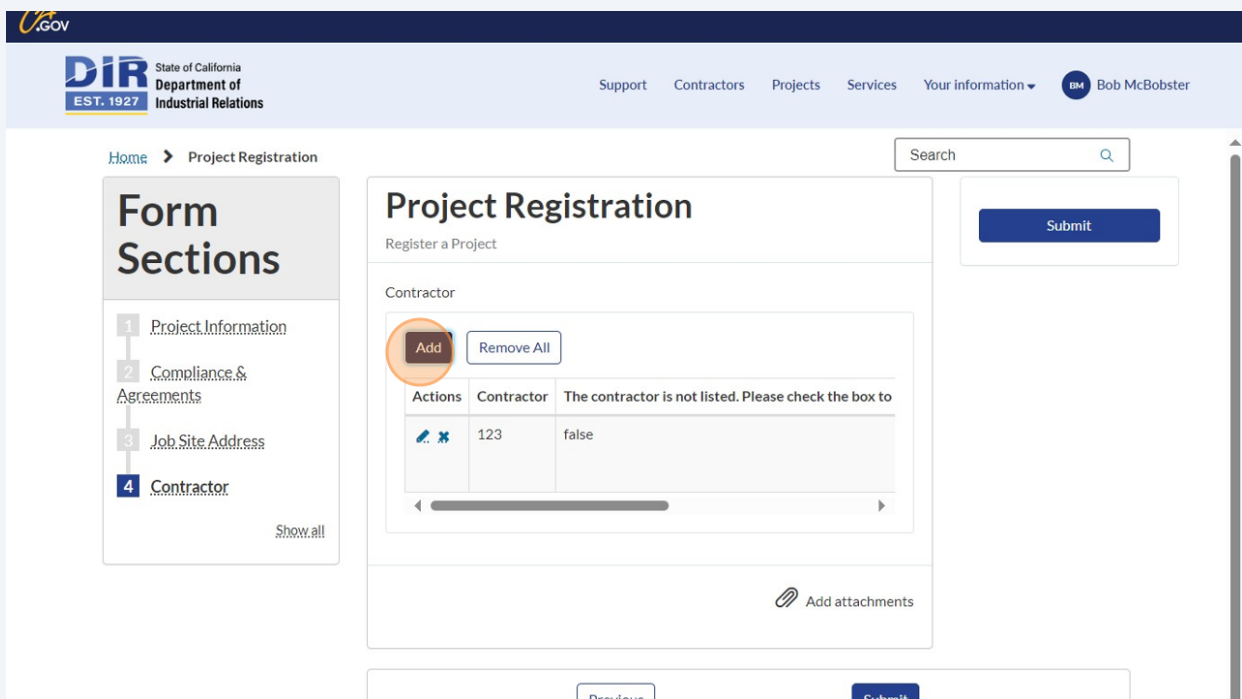 .GOV
DIR
EST. 1927
State of California
Department of
Industrial Relations
Support Contractors Projects Services Your information BM Bob McBobster
Home Project Registration
Search
Form
Sections
1 Project Information
2 Compliance &
Agreements
3 Job Site Address
4 Contractor
Show all
Project Registration
Register a Project
Contractor
Add Remove All
Actions Contractor The contractor is not listed. Please check the box to
123 false
Add attachments
Previous Submit
Submit